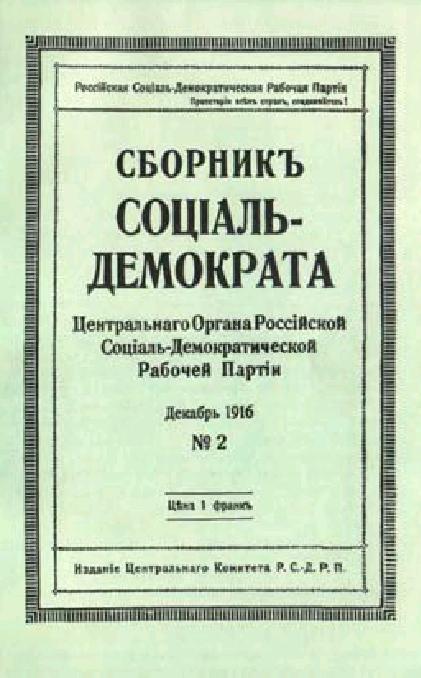 Россійская Соціаль-Демократическая Рабочая Партія
Пролетаріи всѣхъ странъ, соединяйтесь!
СБОРНИКЪ
СОЦІАЛЬ-
ДЕМОКРАТА
Центральнаго Органа Россійской
Соціаль-Демократической
Рабочей Партіи
Декабрь 1916
№ 2
Цѣна 1 франкъ
Изданіе Центральнаго Комитета Р. С.-Д. Р. П.